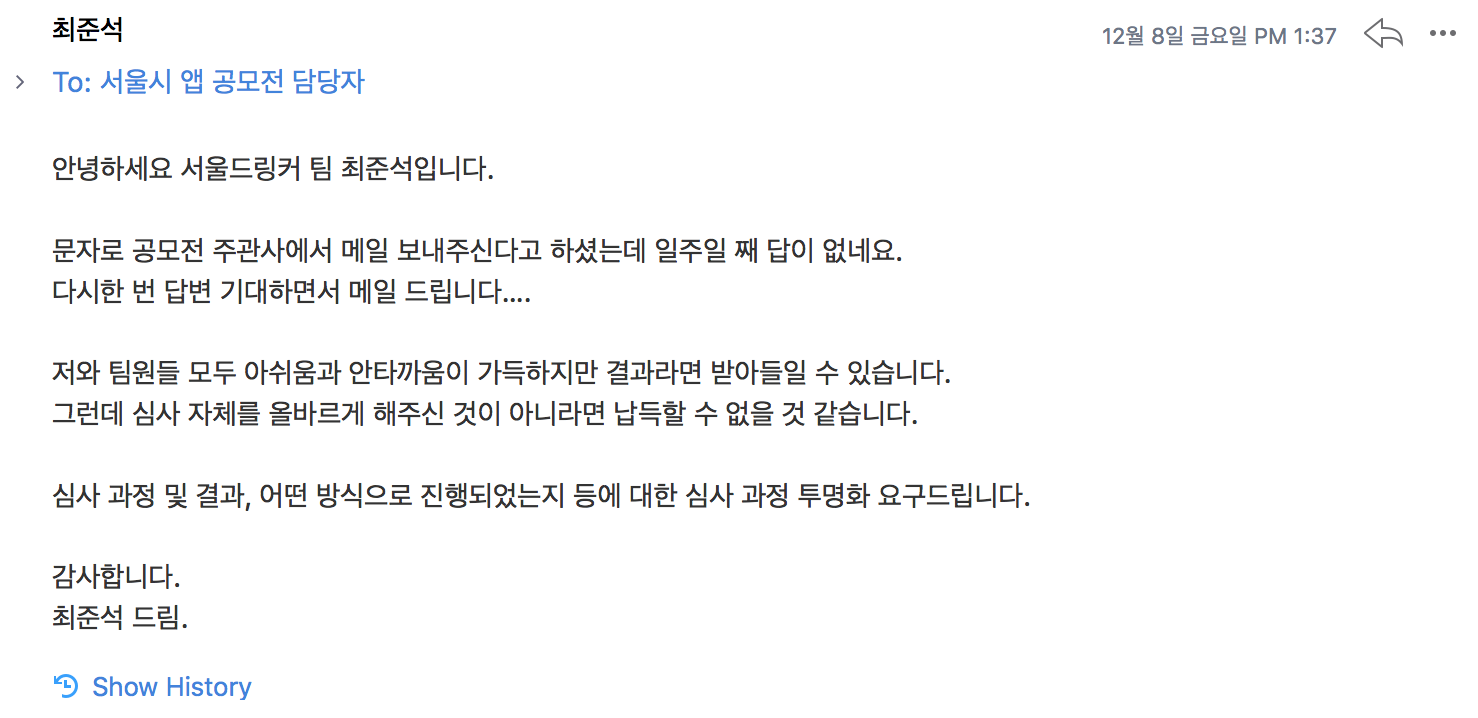 최준석
12월 8일 금요일 PM 1:37
To: 서울시 앱 공모전 담당자
안녕하세요 서울드링커 팀 최준석입니다.
문자로 공모전 주관사에서 메일 보내주신다고 하셨는데 일주일 째 답이 없네요.
다시한 번 답변 기대하면서 메일 드립니다....
저와 팀원들 모두 아쉬움과 안타까움이 가득하지만 결과라면 받아들일 수 있습니다.
그런데 심사 자체를 올바르게 해주신 것이 아니라면 납득할 수 없을 것 같습니다.
심사 과정 및 결과, 어떤 방식으로 진행되었는지 등에 대한 심사 과정 투명화 요구드립니다.
감사합니다.
최준석 드림.
Show History